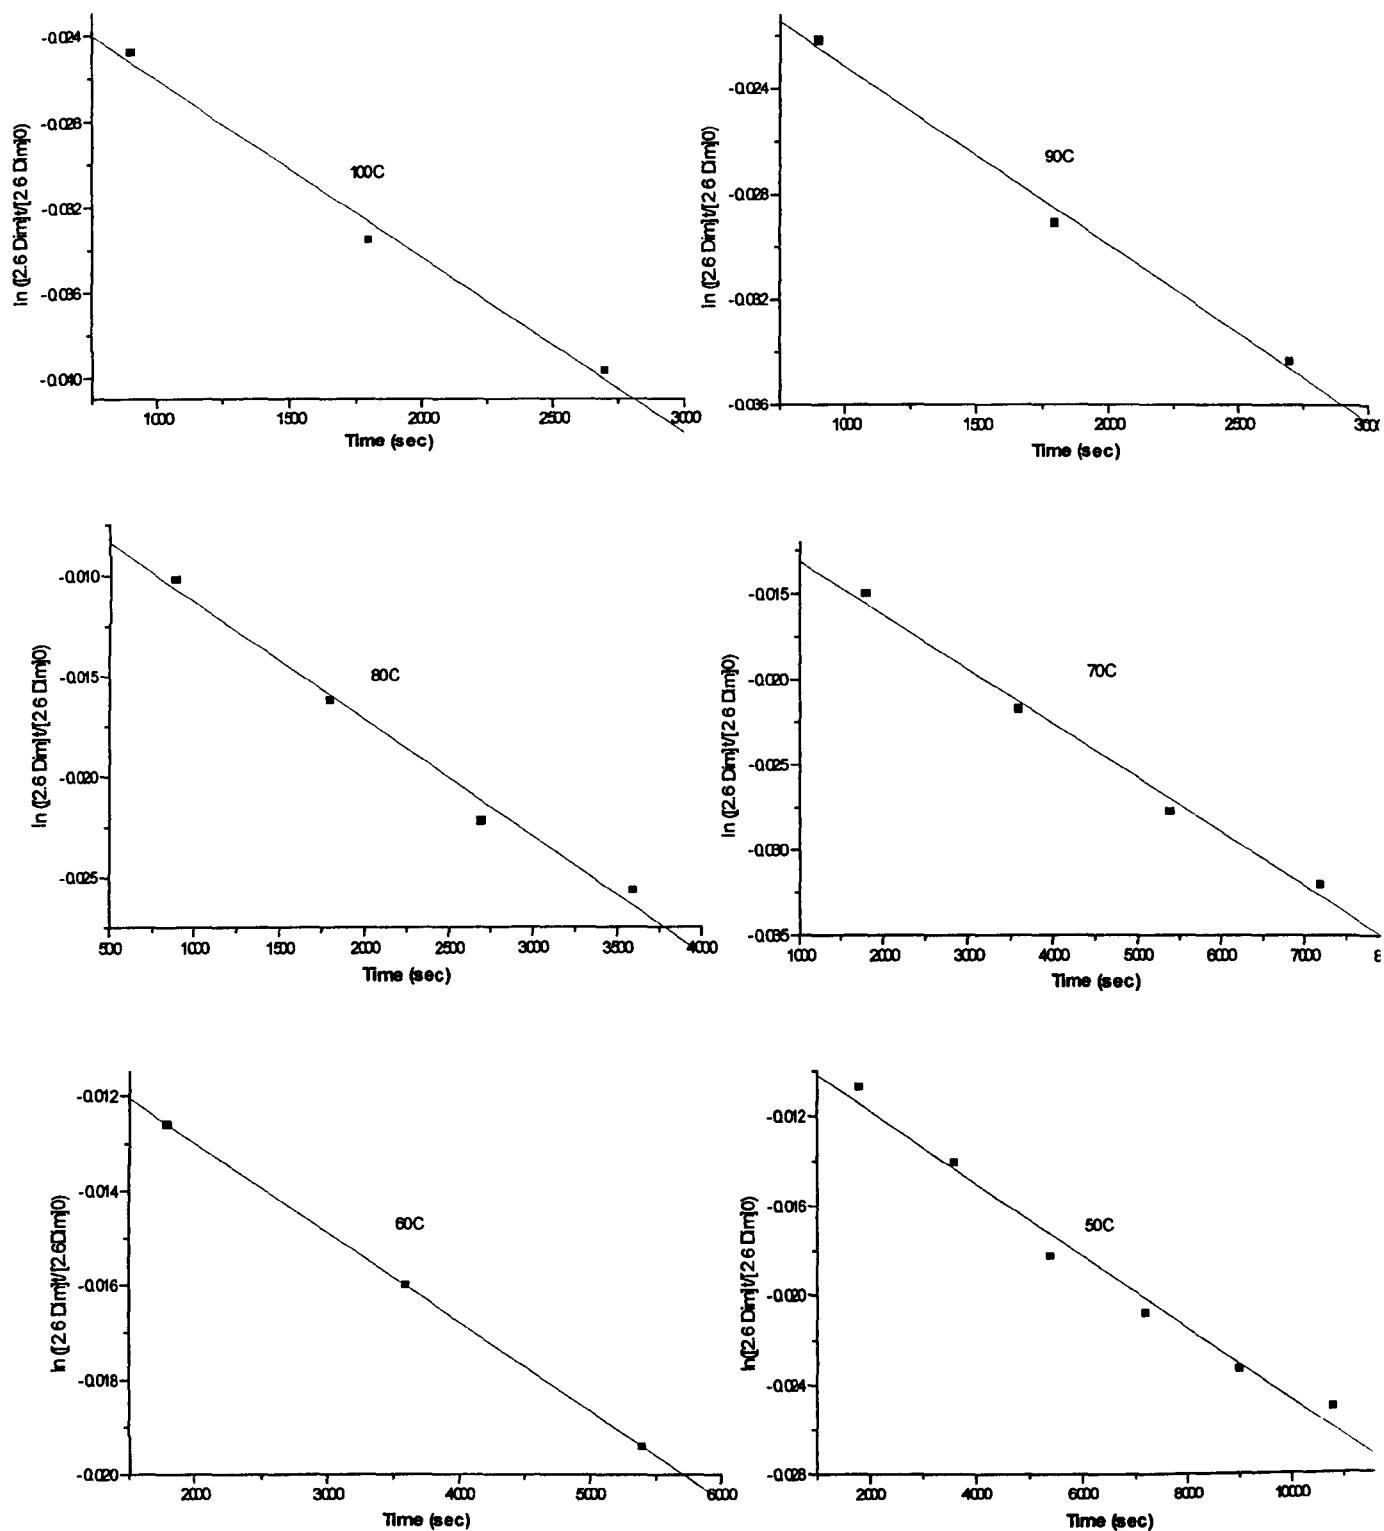 -0.024
-0.028
-0.032
-0.036
-0.040
ln ([2.6 Dim]t/[2.6 Dim]0)
100C
1000 1500 2000 2500 3000
Time (sec)
-0.024
-0.028
-0.032
-0.036
ln ([2.6 Dim]t/[2.6 Dim]0)
90C
1000 1500 2000 2500 3000
Time (sec)
-0.010
-0.015
-0.020
-0.025
ln ([2.6 Dim]t/[2.6 Dim]0)
80C
500 1000 1500 2000 2500 3000 3500 4000
Time (sec)
-0.015
-0.020
-0.025
-0.030
-0.035
ln ([2.6 Dim]t/[2.6 Dim]0)
70C
1000 2000 3000 4000 5000 6000 7000 8
Time (sec)
-0.012
-0.014
-0.016
-0.018
-0.020
ln ([2.6 Dim]t/[2.6Dim]0)
60C
2000 3000 4000 5000 6000
Time (sec)
-0.012
-0.016
-0.020
-0.024
-0.028
ln([2.6 Dim]t/[2.6 Dim]0)
50C
2000 4000 6000 8000 10000
Time (sec)